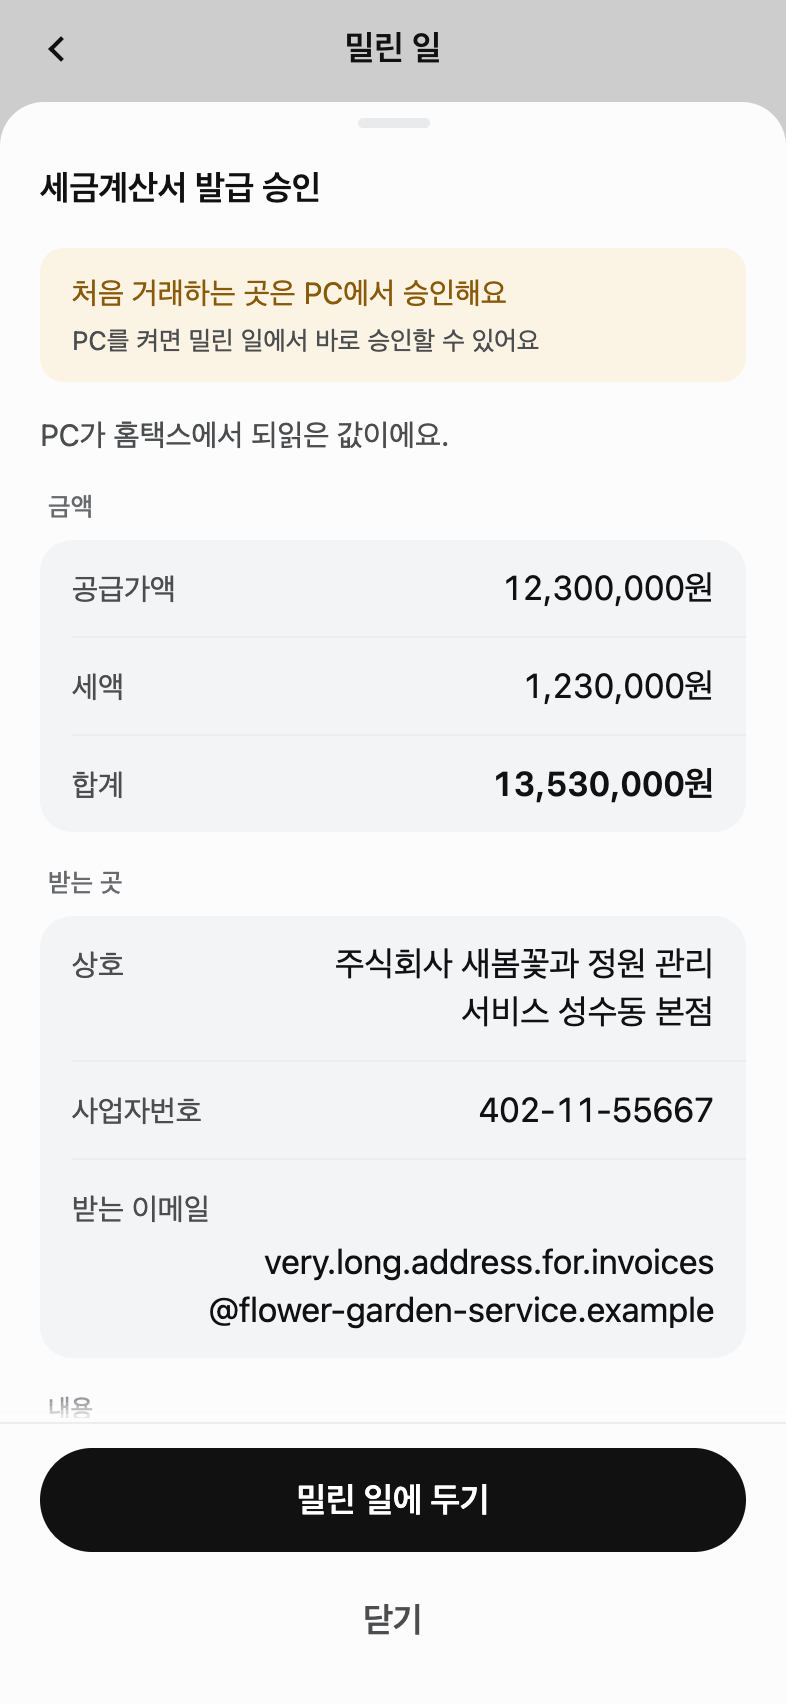 밀린 일
세금계산서 발급 승인
처음 거래하는 곳은 PC에서 승인해요
PC를 켜면 밀린 일에서 바로 승인할 수 있어요
PC가 홈택스에서 되읽은 값이에요.
금액
공급가액 12,300,000원
세액 1,230,000원
합계 13,530,000원
받는 곳
상호 주식회사 새봄꽃과 정원 관리
서비스 성수동 본점
사업자번호 402-11-55667
받는 이메일
very.long.address.for.invoices
@flower-garden-service.example
내용
밀린 일에 두기
닫기